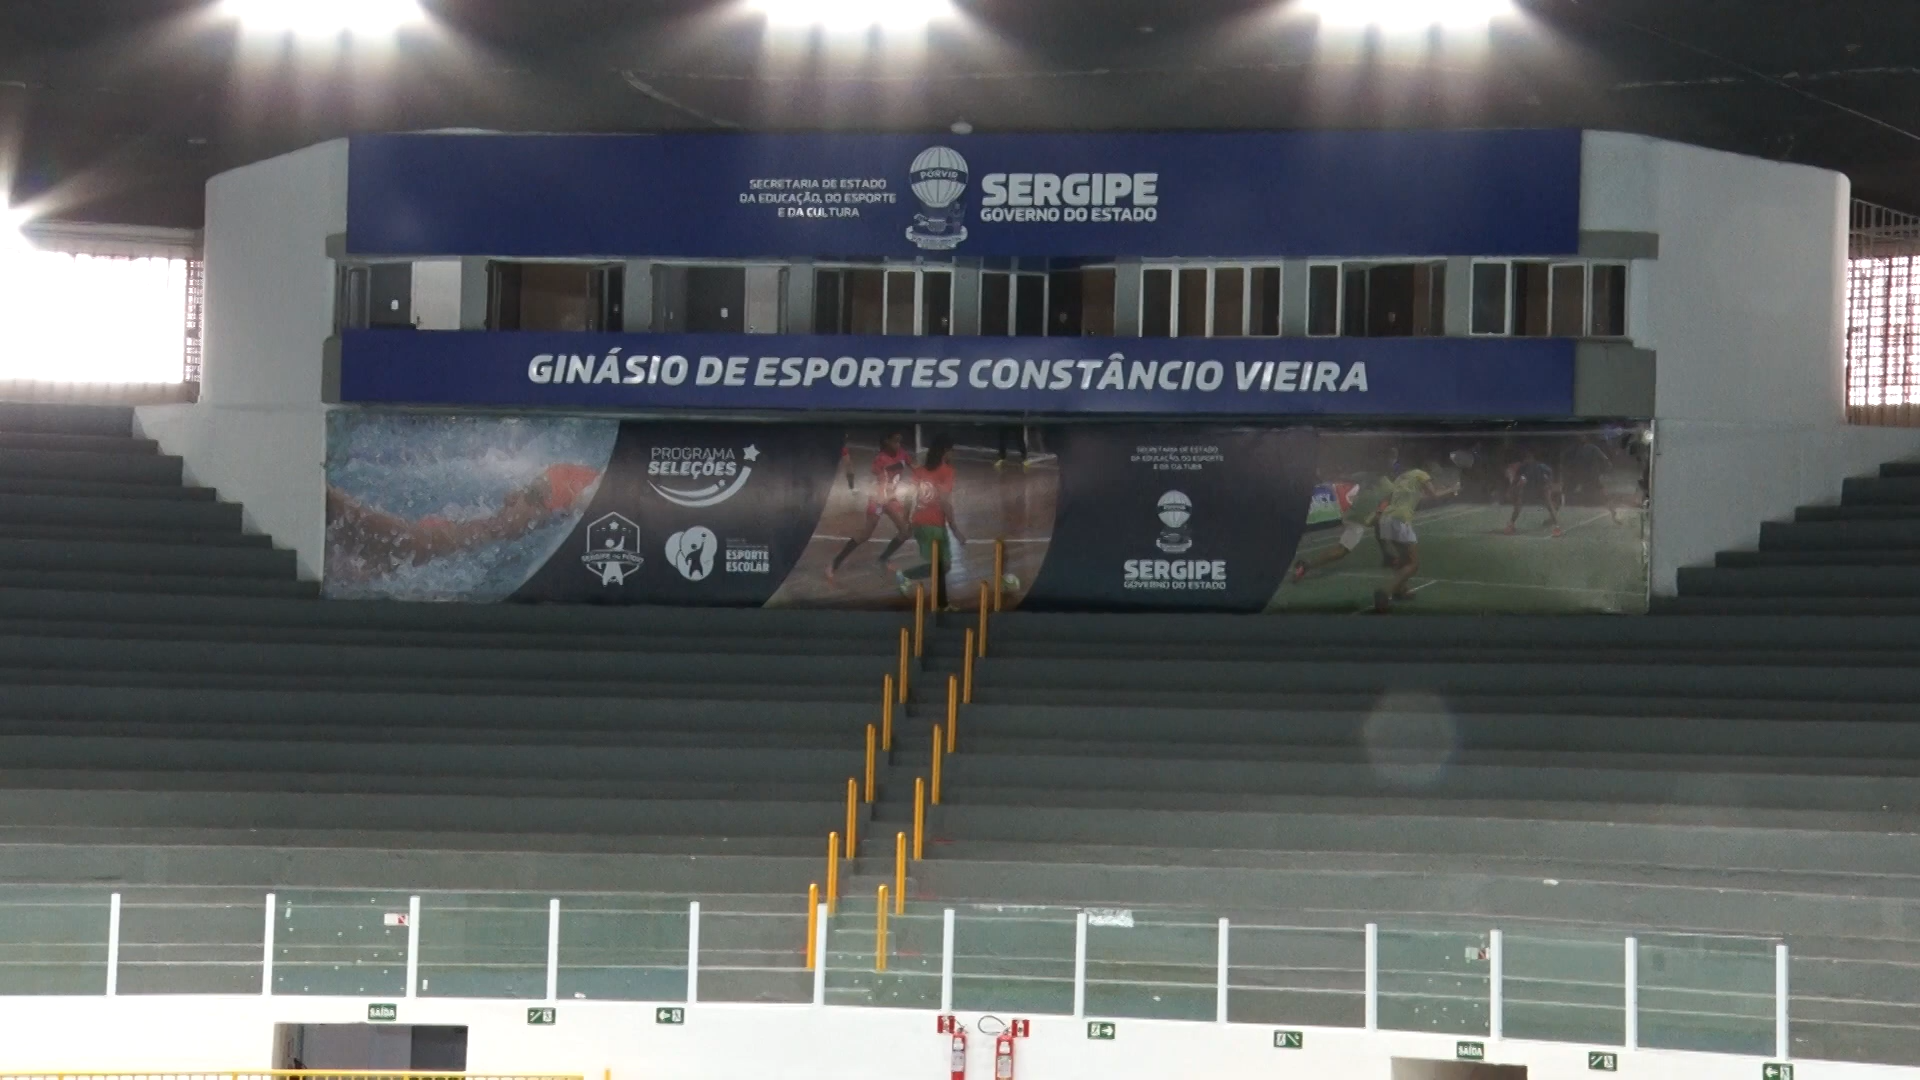 SECRETARIA DE ESTADO
DA EDUCAÇÃO, DO ESPORTE
E DA CULTURA
PORVIR
SERGIPE
GOVERNO DO ESTADO
GINÁSIO DE ESPORTES CONSTÂNCIO VIEIRA
PROGRAMA
SELEÇÕES
ESPORTE
ESCOLAR
SECRETARIA DE ESTADO
DA EDUCAÇÃO, DO ESPORTE
E DA CULTURA
SERGIPE
GOVERNO DO ESTADO
SAÍDA
SAÍDA